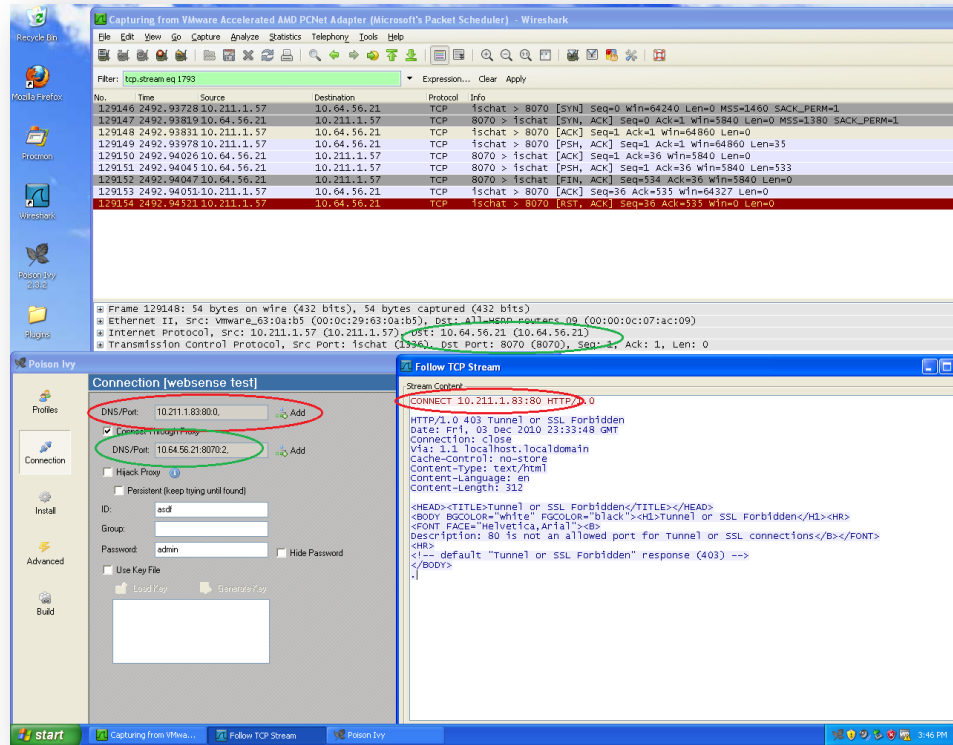 Recycle Bin
Mozilla Firefox
Procmon
Wireshark
Poison Ivy
2.3.2
Plugins
Capturing from VMware Accelerated AMD PCNet Adapter (Microsoft's Packet Scheduler) - Wireshark
File Edit View Go Capture Analyze Statistics Telephony Tools Help
Filter: tcp.stream eq 1793 Expression... Clear Apply
No. Time Source Destination Protocol Info
129146 2492.93728 10.211.1.57 10.64.56.21 TCP ischat > 8070 [SYN] Seq=0 Win=64240 Len=0 MSS=1460 SACK_PERM=1
129147 2492.93819 10.64.56.21 10.211.1.57 TCP 8070 > ischat [SYN, ACK] Seq=0 Ack=1 Win=5840 Len=0 MSS=1380 SACK_PERM=1
129148 2492.93831 10.211.1.57 10.64.56.21 TCP ischat > 8070 [ACK] Seq=1 Ack=1 Win=64860 Len=0
129149 2492.93978 10.211.1.57 10.64.56.21 TCP ischat > 8070 [PSH, ACK] Seq=1 Ack=1 Win=64860 Len=35
129150 2492.94026 10.64.56.21 10.211.1.57 TCP 8070 > ischat [ACK] Seq=1 Ack=36 Win=5840 Len=0
129151 2492.94045 10.64.56.21 10.211.1.57 TCP 8070 > ischat [PSH, ACK] Seq=1 Ack=36 Win=5840 Len=533
129152 2492.94047 10.64.56.21 10.211.1.57 TCP 8070 > ischat [FIN, ACK] Seq=534 Ack=36 Win=5840 Len=0
129153 2492.94051 10.211.1.57 10.64.56.21 TCP ischat > 8070 [ACK] Seq=36 Ack=535 Win=64327 Len=0
129154 2492.94521 10.211.1.57 10.64.56.21 TCP ischat > 8070 [RST, ACK] Seq=36 Ack=535 Win=0 Len=0
Frame 129148: 54 bytes on wire (432 bits), 54 bytes captured (432 bits)
Ethernet II, Src: Vmware_63:0a:b5 (00:0c:29:63:0a:b5), Dst: All-HSRP-routers_09 (00:00:0c:07:ac:09)
Internet Protocol, Src: 10.211.1.57 (10.211.1.57), Dst: 10.64.56.21 (10.64.56.21)
Transmission Control Protocol, Src Port: ischat (1336), Dst Port: 8070 (8070), Seq: 1, Ack: 1, Len: 0
Poison Ivy
Profiles
Connection
Install
Advanced
Build
Connection [websense test]
DNS/Port: 10.211.1.83:80:0, Add
Connect Through Proxy
DNS/Port: 10.64.56.21:8070:2, Add
Hijack Proxy
Persistent (keep trying until found)
ID: asdf
Group:
Password: admin Hide Password
Use Key File
Load Key Generate Key
Follow TCP Stream
Stream Content
CONNECT 10.211.1.83:80 HTTP/1.0
HTTP/1.0 403 Tunnel or SSL Forbidden
Date: Fri, 03 Dec 2010 23:33:48 GMT
Connection: close
Via: 1.1 localhost.localdomain
Cache-Control: no-store
Content-Type: text/html
Content-Language: en
Content-Length: 312
<HEAD><TITLE>Tunnel or SSL Forbidden</TITLE></HEAD>
<BODY BGCOLOR="white" FGCOLOR="black"><H1>Tunnel or SSL Forbidden</H1><HR>
<FONT FACE="Helvetica,Arial"><B>
Description: 80 is not an allowed port for Tunnel or SSL connections</B></FONT>
<HR>
<!-- default "Tunnel or SSL Forbidden" response (403) -->
</BODY>
.
start Capturing from VMwa... Follow TCP Stream Poison Ivy 3:46 PM